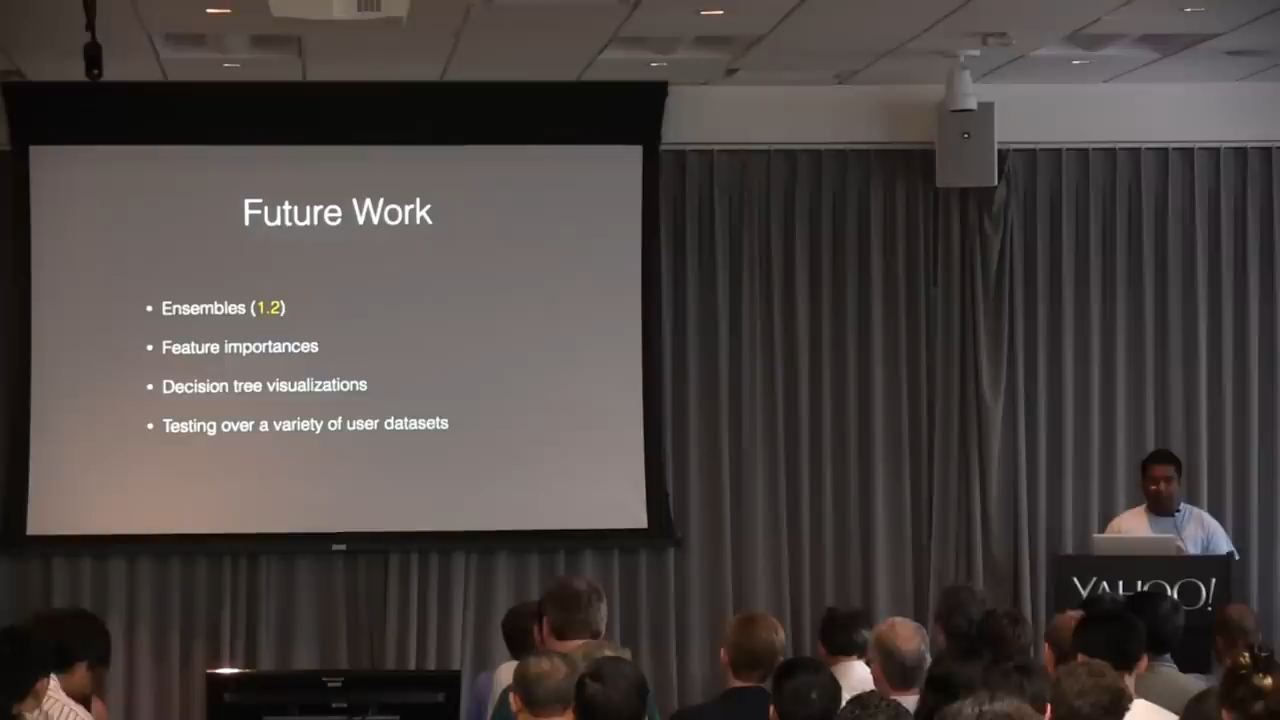 Future Work
• Ensembles (1.2)
• Feature importances
• Decision tree visualizations
• Testing over a variety of user datasets
YAHOO!